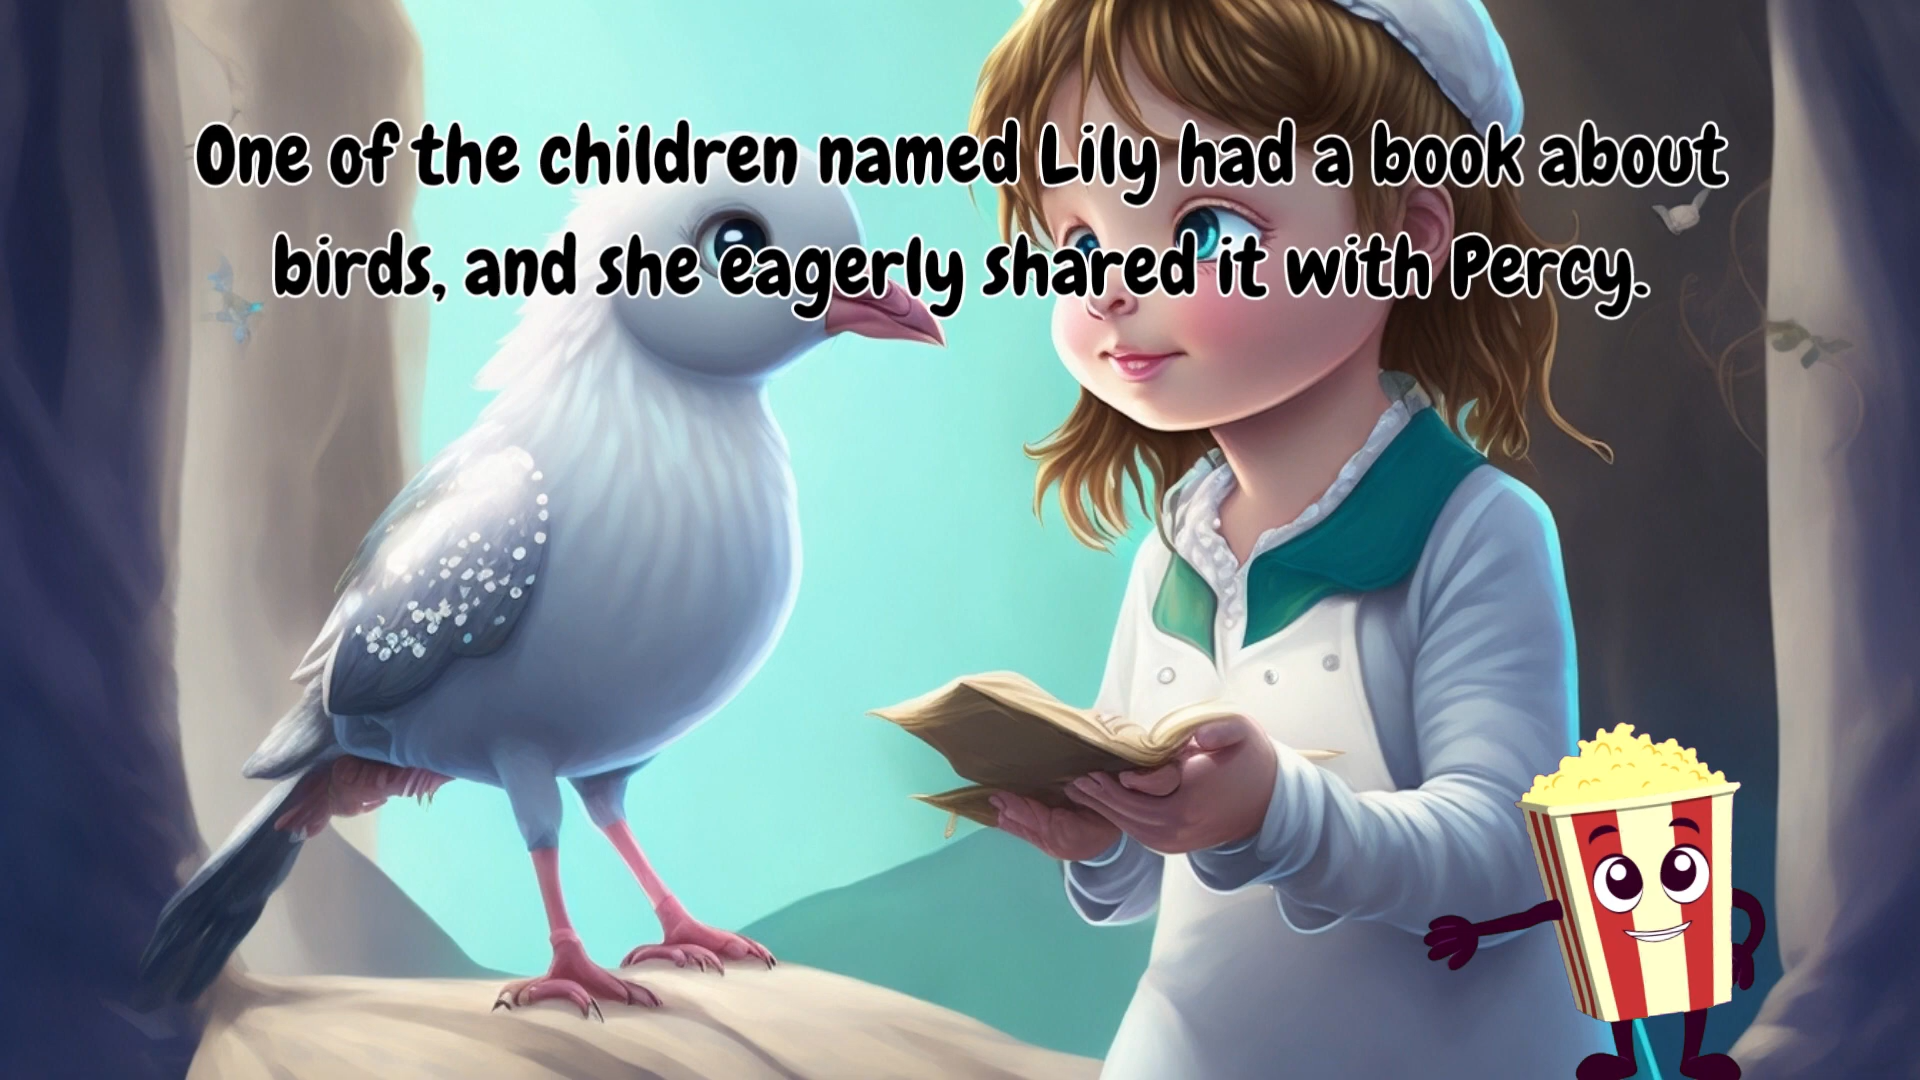 One of the children named Lily had a book about
birds, and she eagerly shared it with Percy.